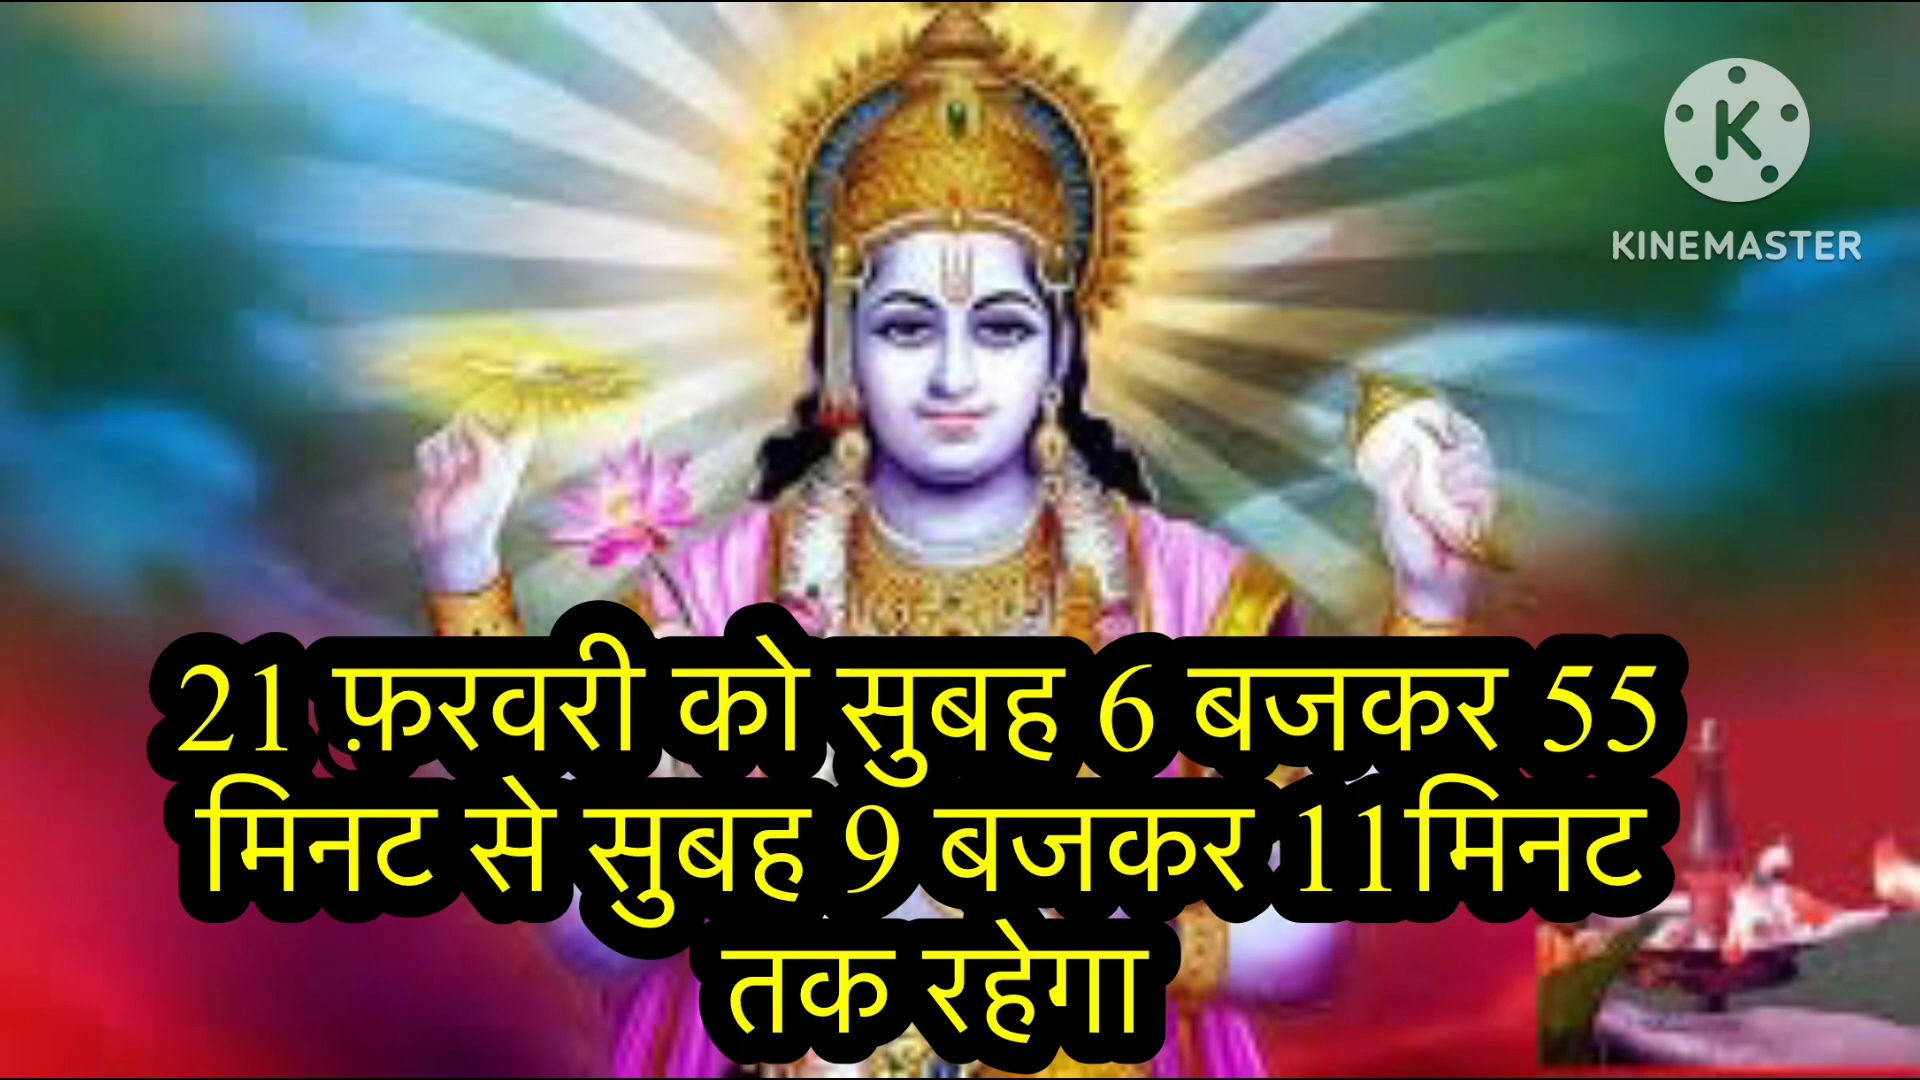 KINEMASTER
21 फ़रवरी को सुबह 6 बजकर 55
मिनट से सुबह 9 बजकर 11मिनट
तक रहेगा